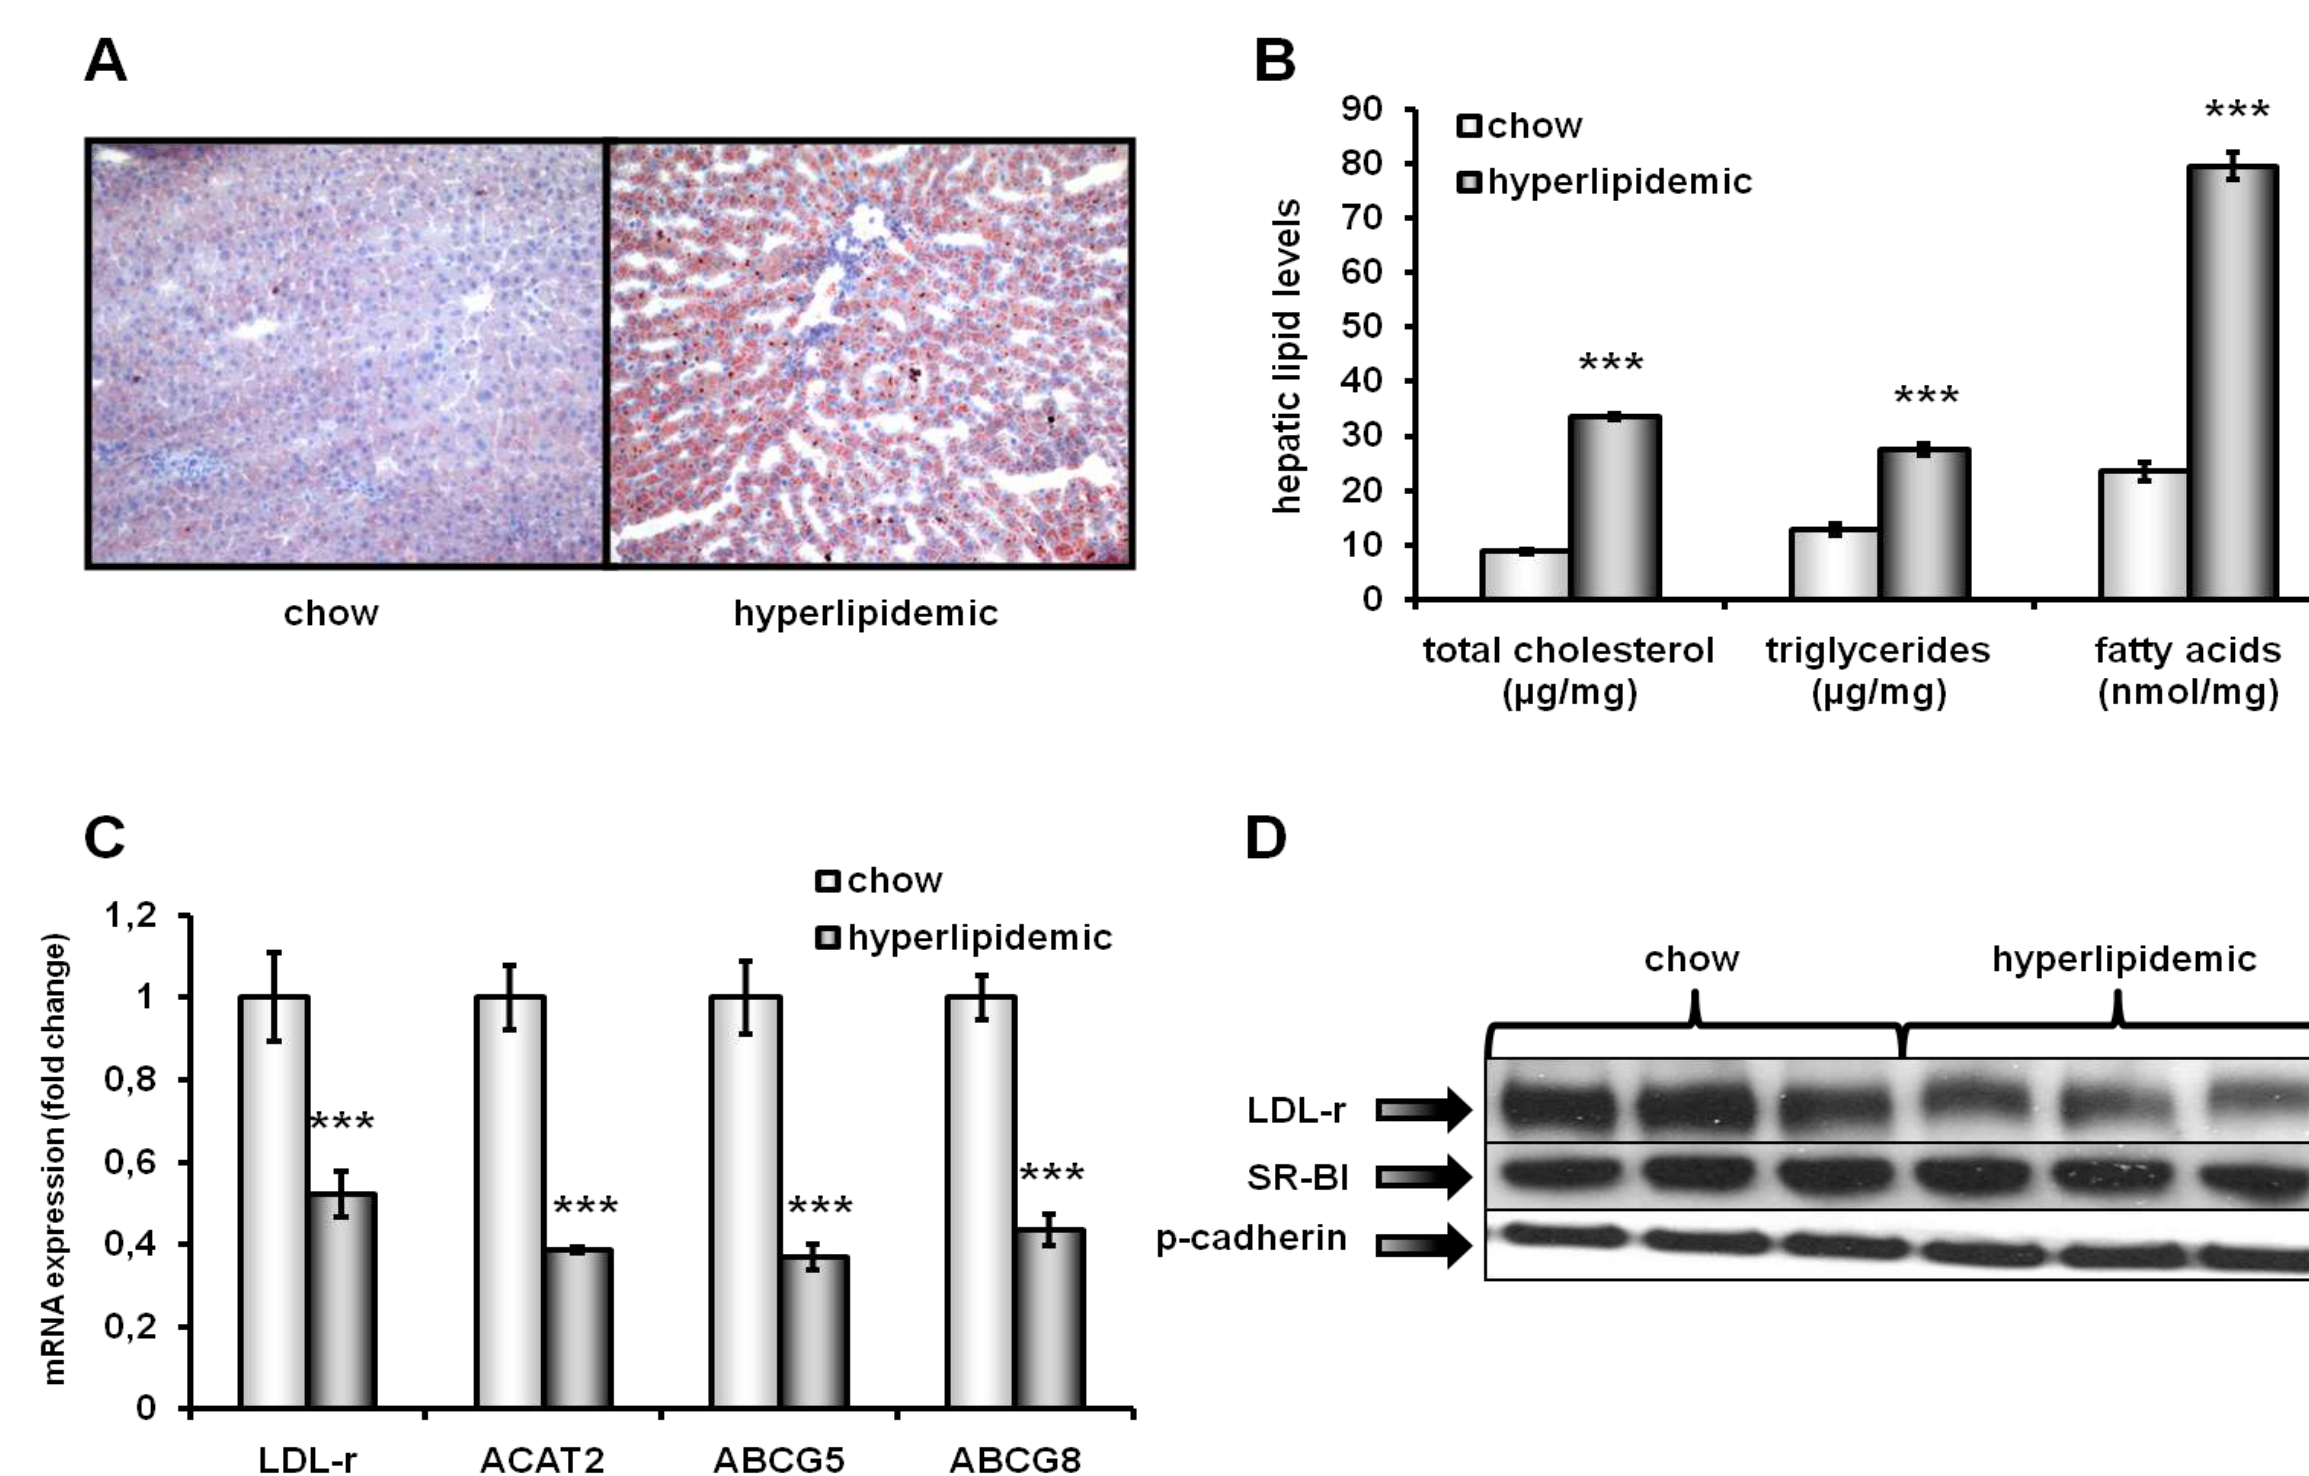 A
chow
hyperlipidemic
B
hepatic lipid levels
90
80
70
60
50
40
30
20
10
0
chow
hyperlipidemic
***
***
***
total cholesterol
(µg/mg)
triglycerides
(µg/mg)
fatty acids
(nmol/mg)
C
mRNA expression (fold change)
1,2
1
0,8
0,6
0,4
0,2
0
chow
hyperlipidemic
***
***
***
***
LDL-r
ACAT2
ABCG5
ABCG8
D
chow
hyperlipidemic
LDL-r
SR-BI
p-cadherin